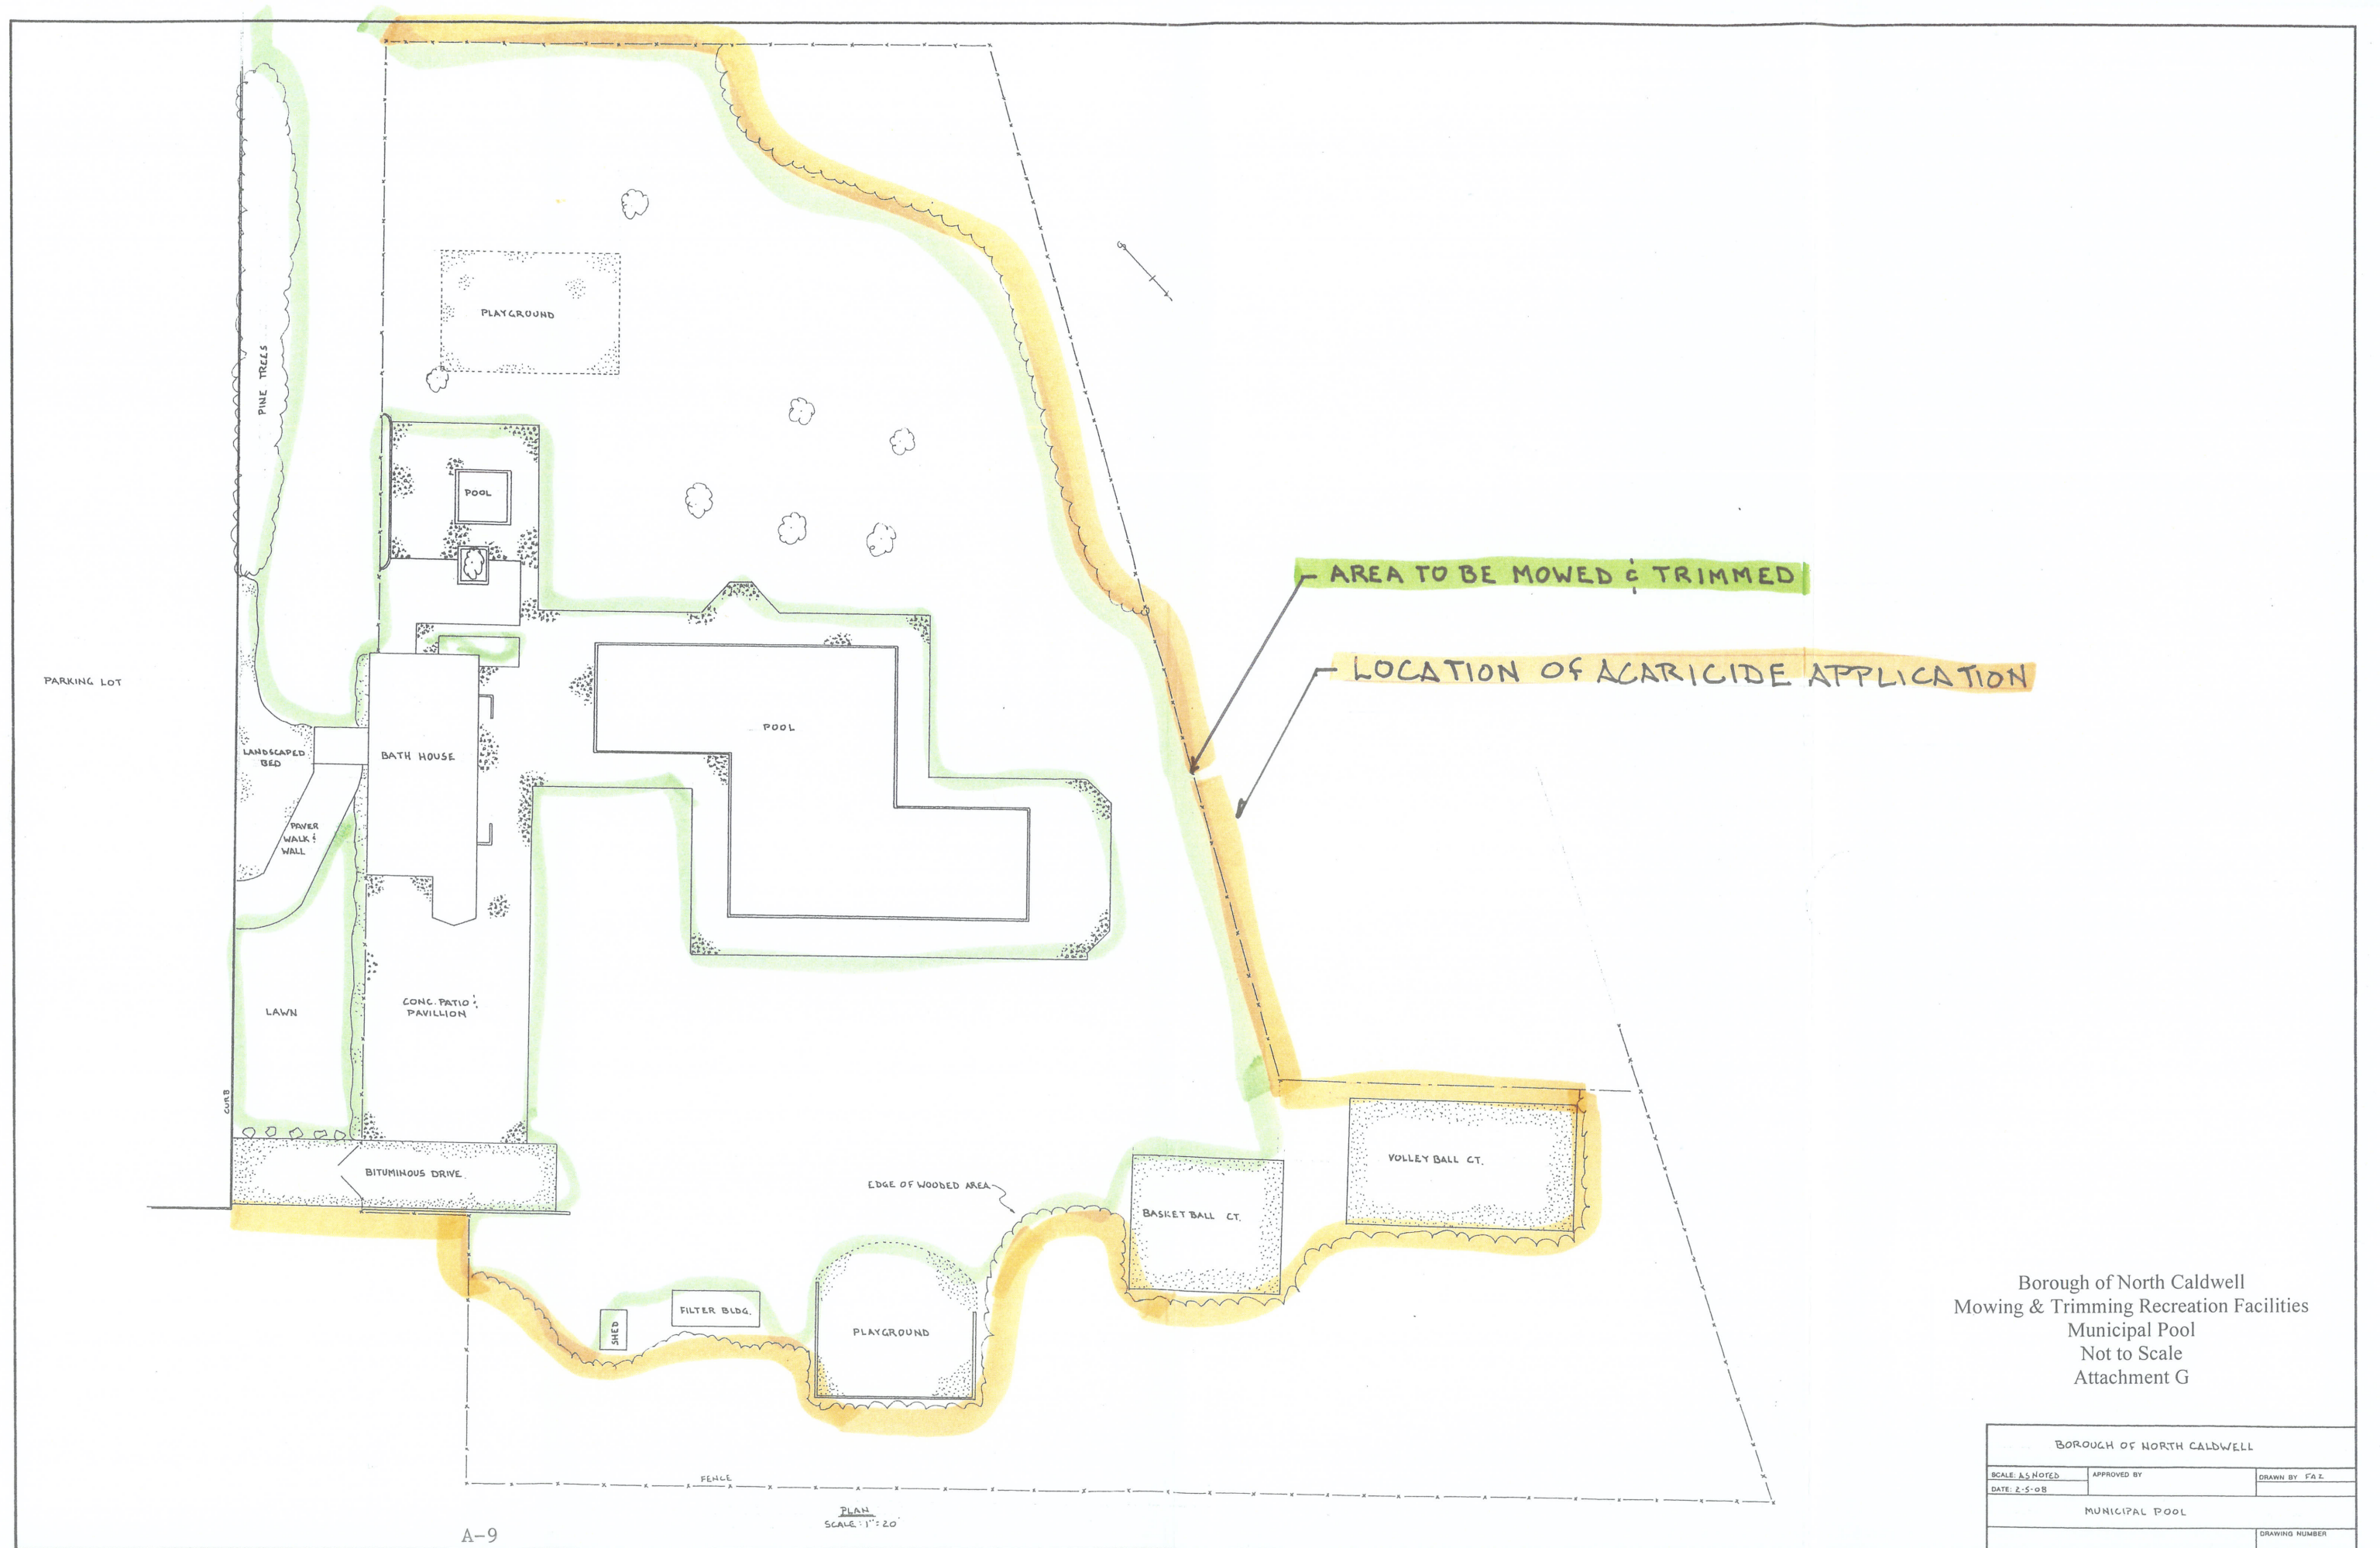 PINE TREES
PLAYGROUND
POOL
AREA TO BE MOWED & TRIMMED
LOCATION OF ACARICIDE APPLICATION
PARKING LOT
LANDSCAPED
BED
BATH HOUSE
POOL
PAVER
WALK &
WALL
LAWN
CONC. PATIO &
PAVILLION
CURB
BITUMINOUS DRIVE
EDGE OF WOODED AREA
BASKET BALL CT.
VOLLEY BALL CT.
SHED
FILTER BLDG.
PLAYGROUND
FENCE
PLAN
SCALE: 1"=20'
A-9
Borough of North Caldwell
Mowing & Trimming Recreation Facilities
Municipal Pool
Not to Scale
Attachment G
BOROUGH OF NORTH CALDWELL
SCALE: AS NOTED
APPROVED BY
DRAWN BY FAZ
DATE: 2-5-08
MUNICIPAL POOL
DRAWING NUMBER